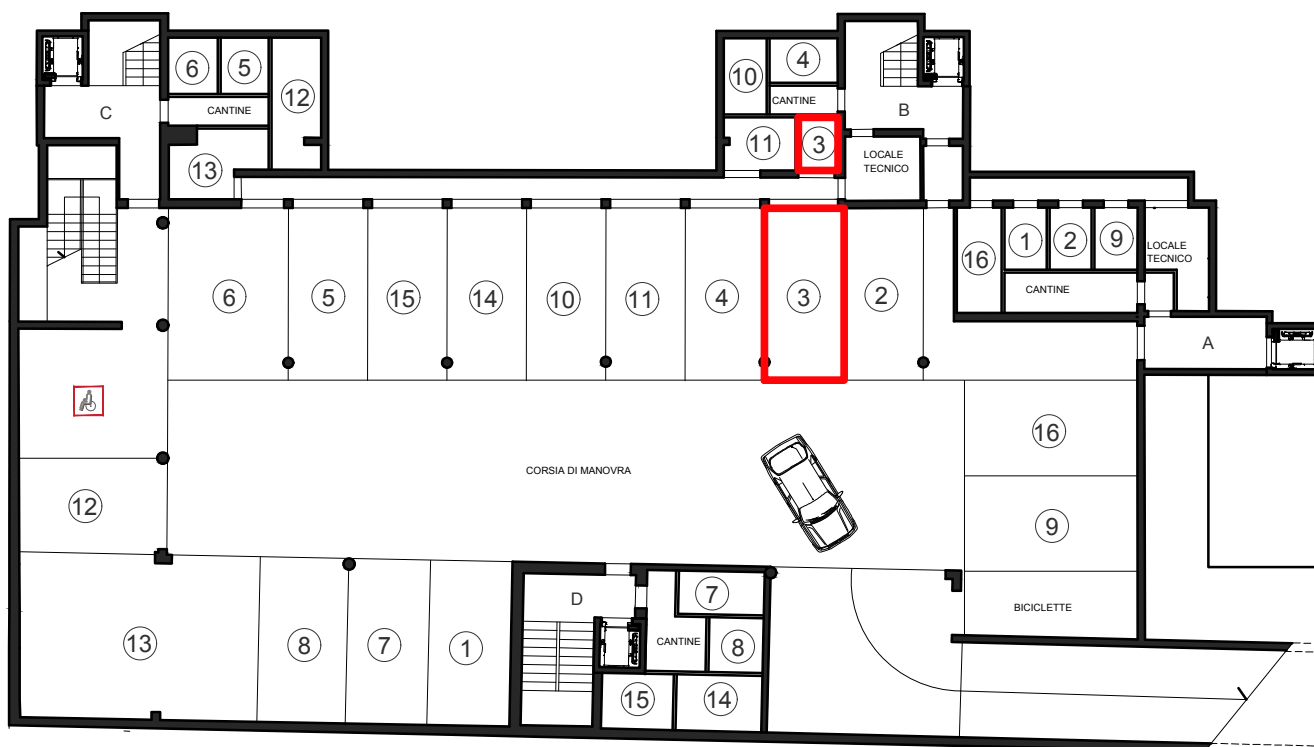 6
5
12
C
CANTINE
13
10
4
CANTINE
B
11
3
LOCALE
TECNICO
6
5
15
14
10
11
4
3
2
16
1
2
9
LOCALE
TECNICO
CANTINE
A
16
12
CORSIA DI MANOVRA
9
BICICLETTE
13
8
7
1
D
7
CANTINE
8
15
14